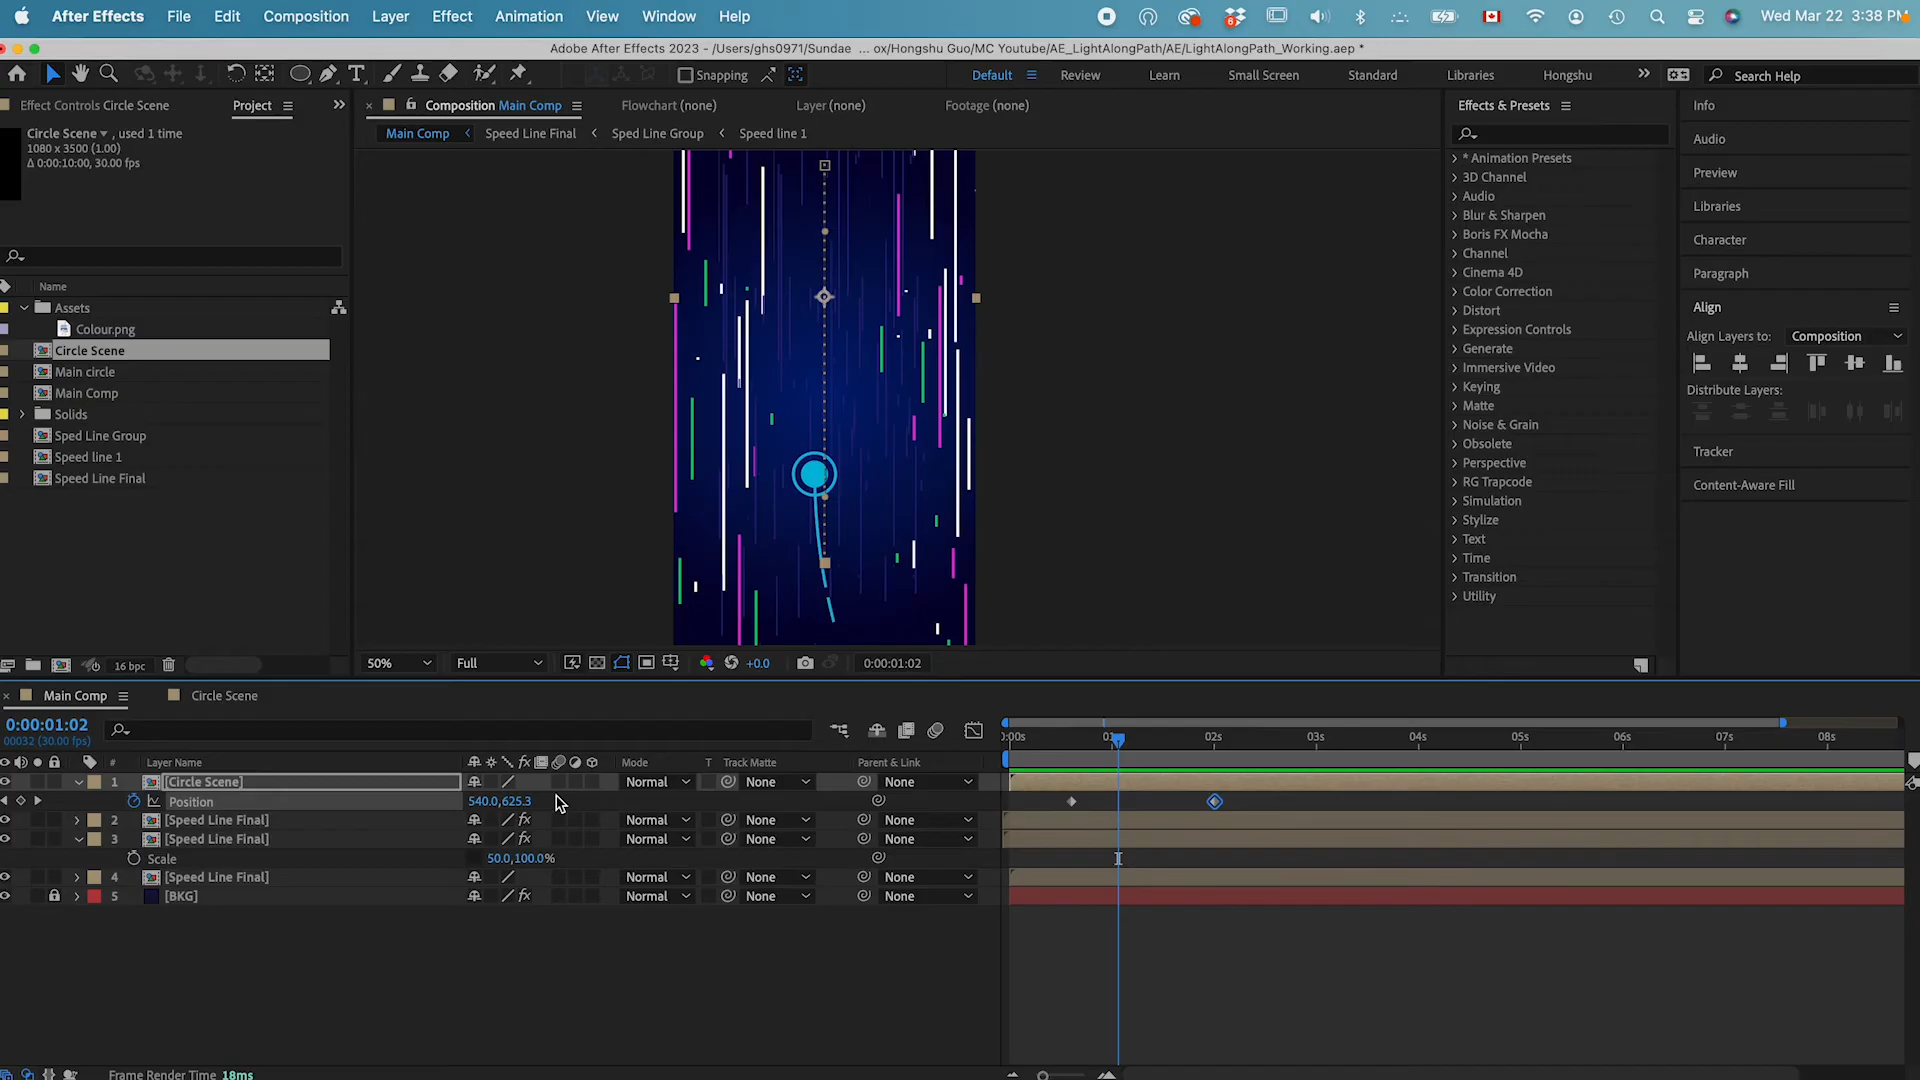 After Effects File Edit Composition Layer Effect Animation View Window Help 6 Wed Mar 22 3:38 PM
Adobe After Effects 2023 - /Users/ghs0971/Sundae ... ox/Hongshu Guo/MC Youtube/AE_LightAlongPath/AE/LightAlongPath_Working.aep *
Snapping Default Review Learn Small Screen Standard Libraries Hongshu Search Help
Effect Controls Circle Scene Project Composition Main Comp Flowchart (none) Layer (none) Footage (none) Effects & Presets Info
Main Comp Speed Line Final Sped Line Group Speed line 1
Circle Scene , used 1 time
1080 x 3500 (1.00)
Δ 0:00:10:00, 30.00 fps
Name
Assets
Colour.png
Circle Scene
Main circle
Main Comp
Solids
Sped Line Group
Speed line 1
Speed Line Final
16 bpc
50% Full +0.0 0:00:01:02
* Animation Presets
3D Channel
Audio
Blur & Sharpen
Boris FX Mocha
Channel
Cinema 4D
Color Correction
Distort
Expression Controls
Generate
Immersive Video
Keying
Matte
Noise & Grain
Obsolete
Perspective
RG Trapcode
Simulation
Stylize
Text
Time
Transition
Utility
Audio
Preview
Libraries
Character
Paragraph
Align
Align Layers to: Composition
Distribute Layers:
Tracker
Content-Aware Fill
Main Comp Circle Scene
0:00:01:02
00032 (30.00 fps)
:00s 01 02s 03s 04s 05s 06s 07s 08s
# Layer Name fx Mode T Track Matte Parent & Link
1 [Circle Scene] Normal None None
Position 540.0,625.3
2 [Speed Line Final] fx Normal None None
3 [Speed Line Final] fx Normal None None
Scale 50.0,100.0%
4 [Speed Line Final] Normal None None
5 [BKG] fx Normal None None
Frame Render Time 18ms